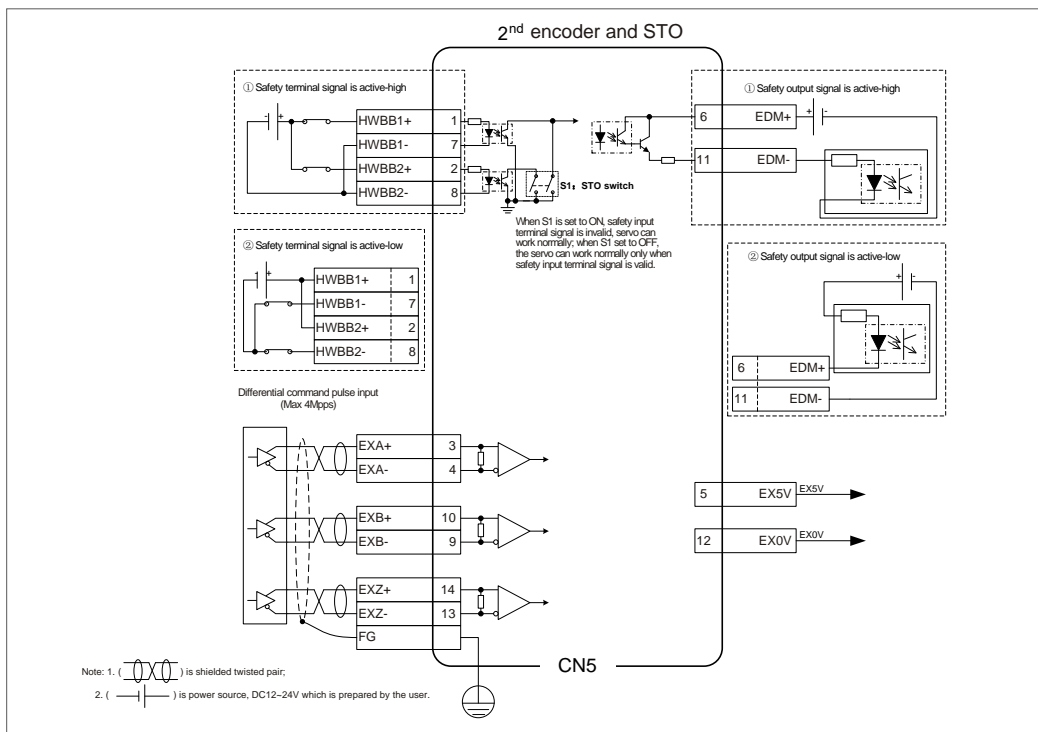 2nd encoder and STO
① Safety terminal signal is active-high
- +
HWBB1+ 1
HWBB1- 7
HWBB2+ 2
HWBB2- 8
S1: STO switch
When S1 is set to ON, safety input
terminal signal is invalid, servo can
work normally; when S1 set to OFF,
the servo can work normally only when
safety input terminal signal is valid.
① Safety output signal is active-high
6 EDM+
+ -
11 EDM-
② Safety terminal signal is active-low
- +
HWBB1+ 1
HWBB1- 7
HWBB2+ 2
HWBB2- 8
② Safety output signal is active-low
+ -
6 EDM+
11 EDM-
Differential command pulse input
(Max 4Mpps)
EXA+ 3
EXA- 4
EXB+ 10
EXB- 9
EXZ+ 14
EXZ- 13
FG
5 EX5V EX5V
12 EX0V EX0V
CN5
Note: 1. ( ) is shielded twisted pair;
2. ( ) is power source, DC12~24V which is prepared by the user.